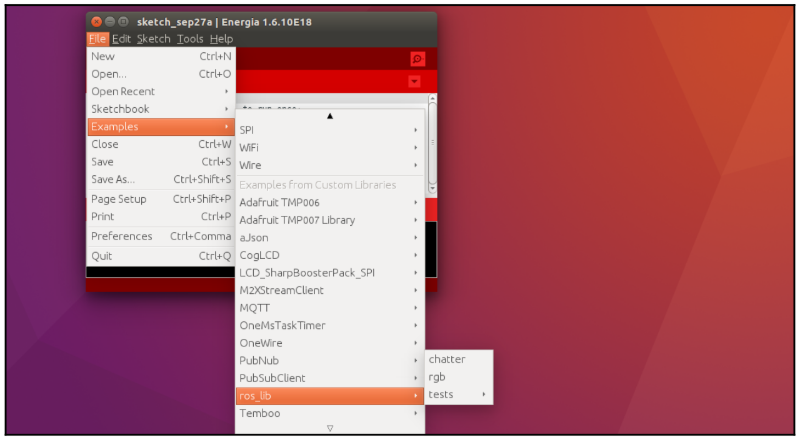 sketch_sep27a | Energia 1.6.10E18
File Edit Sketch Tools Help
New Ctrl+N
Open... Ctrl+O
Open Recent
Sketchbook
Examples
Close Ctrl+W
Save Ctrl+S
Save As... Ctrl+Shift+S
Page Setup Ctrl+Shift+P
Print Ctrl+P
Preferences Ctrl+Comma
Quit Ctrl+Q
SPI
WiFi
Wire
Examples from Custom Libraries
Adafruit TMP006
Adafruit TMP007 Library
aJson
CogLCD
LCD_SharpBoosterPack_SPI
M2XStreamClient
MQTT
OneMsTaskTimer
OneWire
PubNub
PubSubClient
ros_lib
Temboo
chatter
rgb
tests